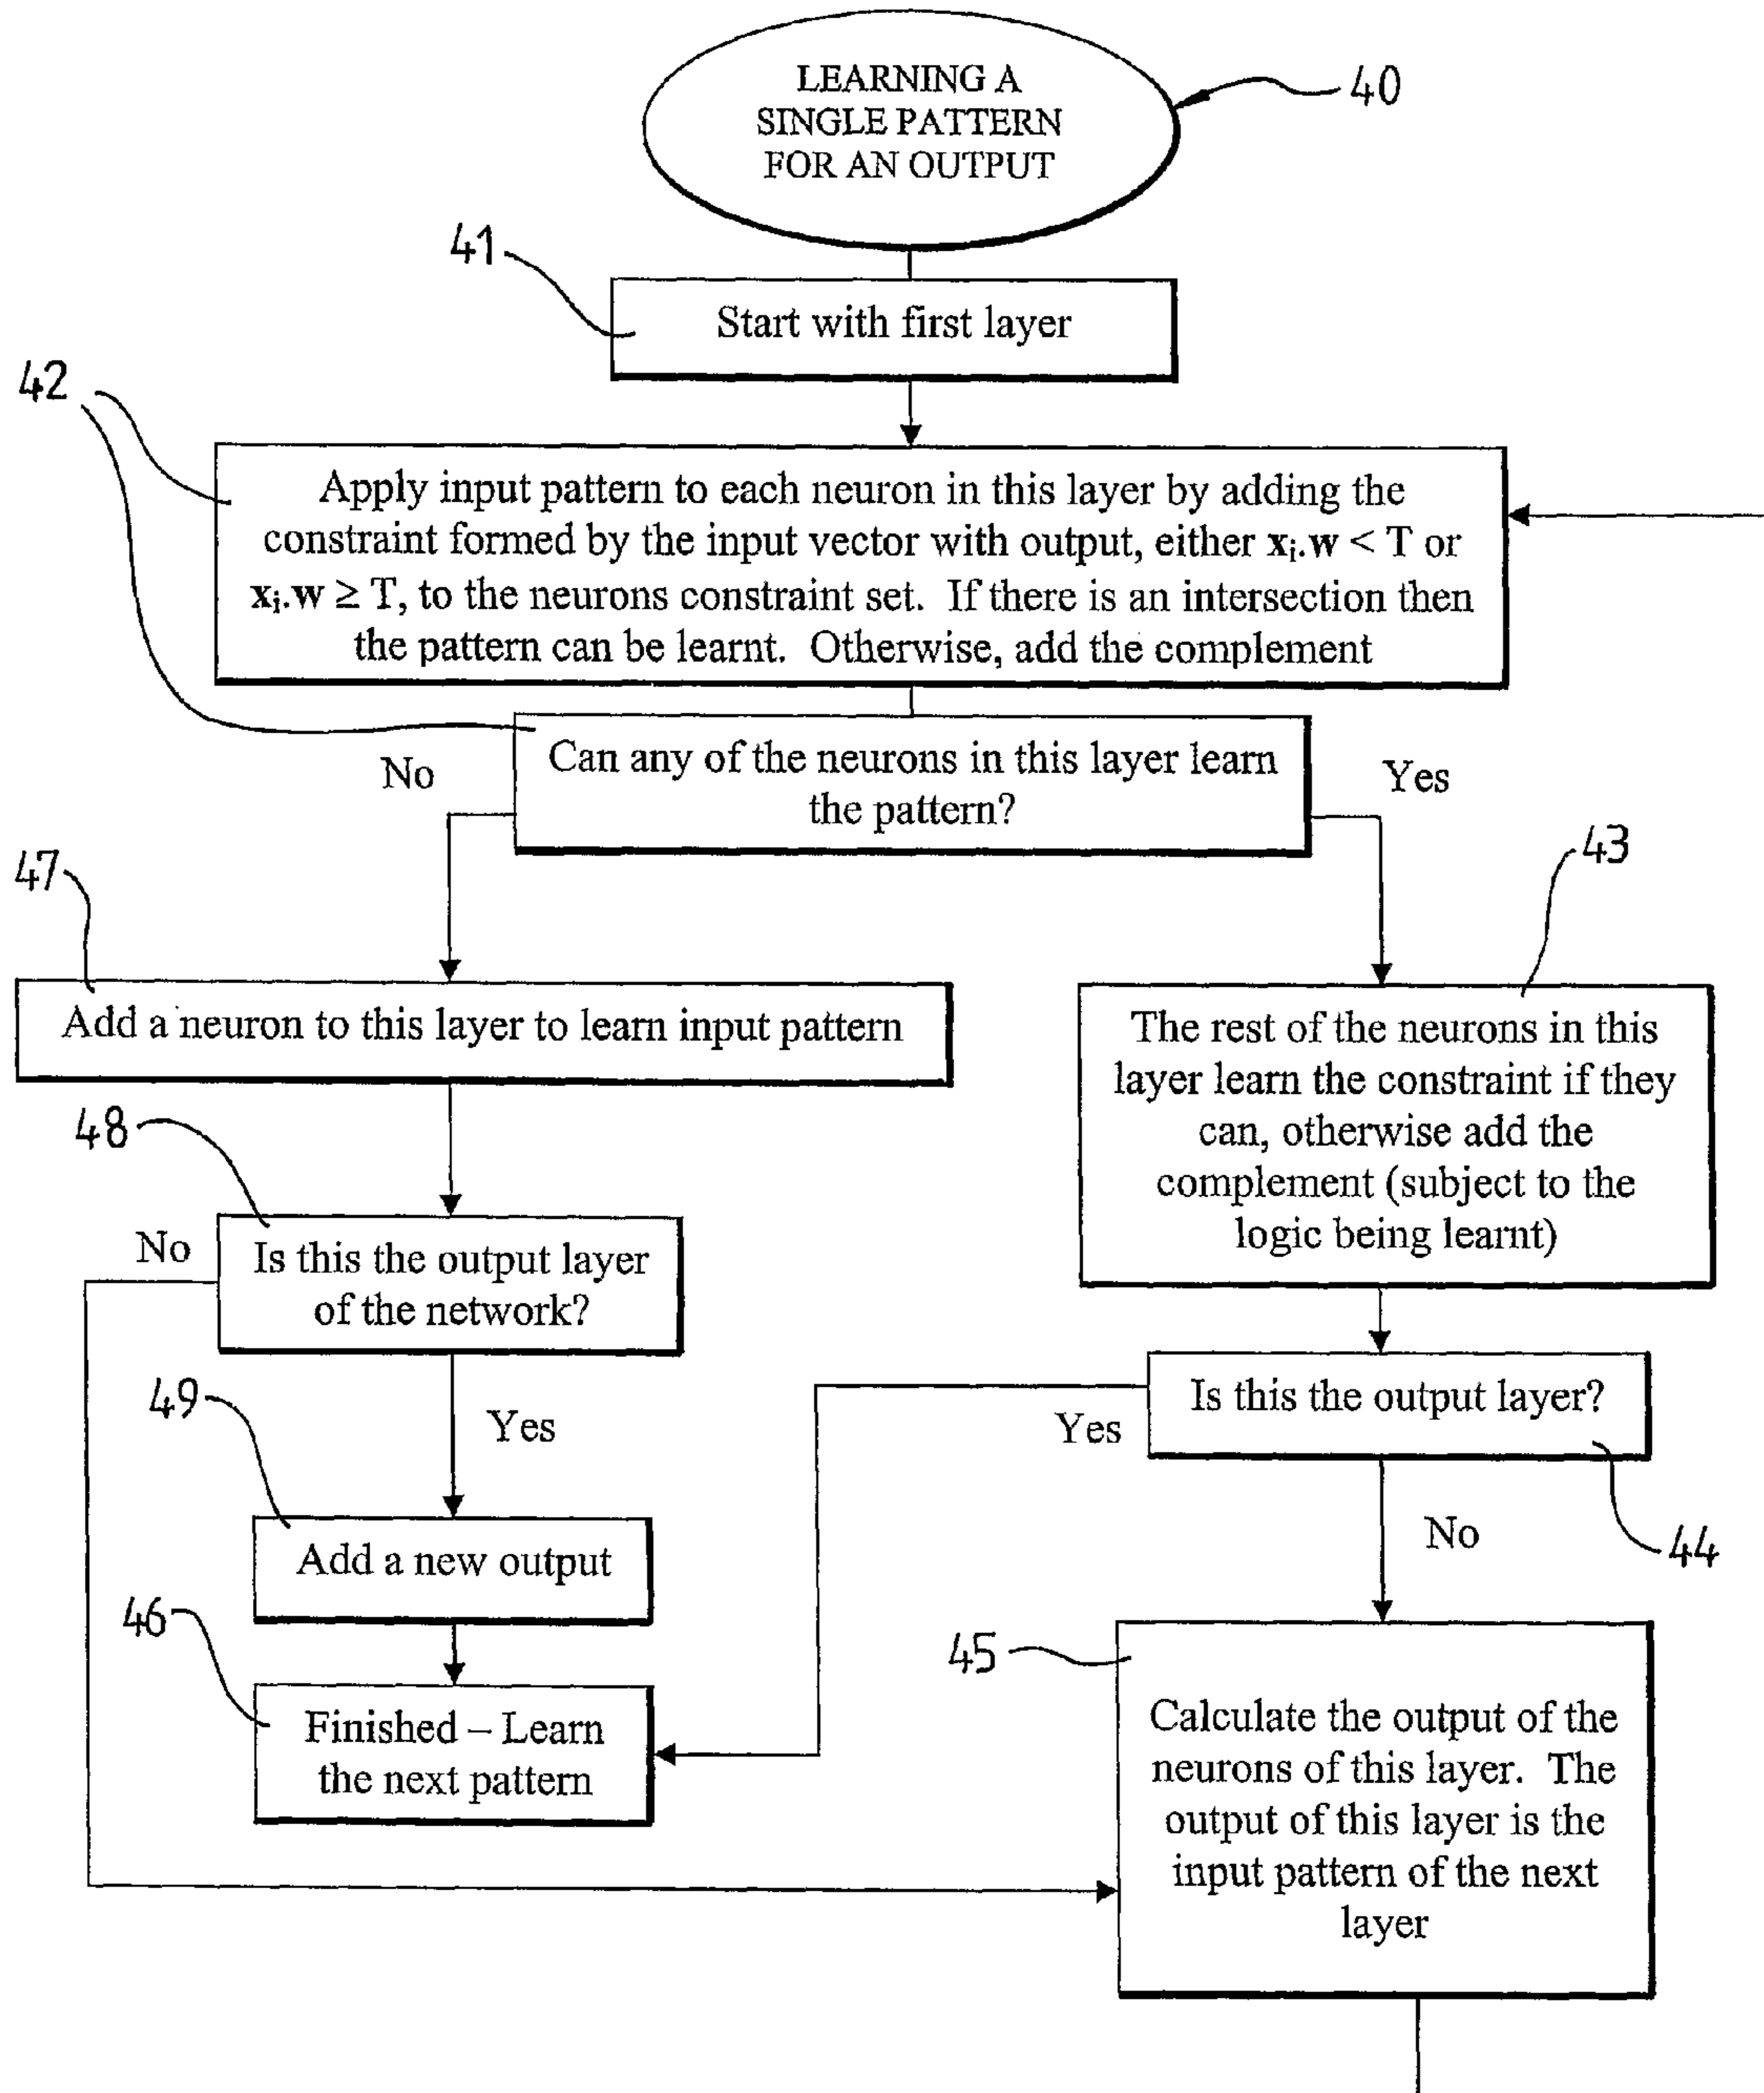 LEARNING A
SINGLE PATTERN
FOR AN OUTPUT
40
41
Start with first layer
42
Apply input pattern to each neuron in this layer by adding the
constraint formed by the input vector with output, either xi.w < T or
xi.w ≥ T, to the neurons constraint set. If there is an intersection then
the pattern can be learnt. Otherwise, add the complement
Can any of the neurons in this layer learn
the pattern?
No
Yes
47
43
Add a neuron to this layer to learn input pattern
The rest of the neurons in this
layer learn the constraint if they
can, otherwise add the
complement (subject to the
logic being learnt)
48
No
Is this the output layer
of the network?
49
Yes
Is this the output layer?
Yes
44
No
Add a new output
46
Finished – Learn
the next pattern
45
Calculate the output of the
neurons of this layer. The
output of this layer is the
input pattern of the next
layer